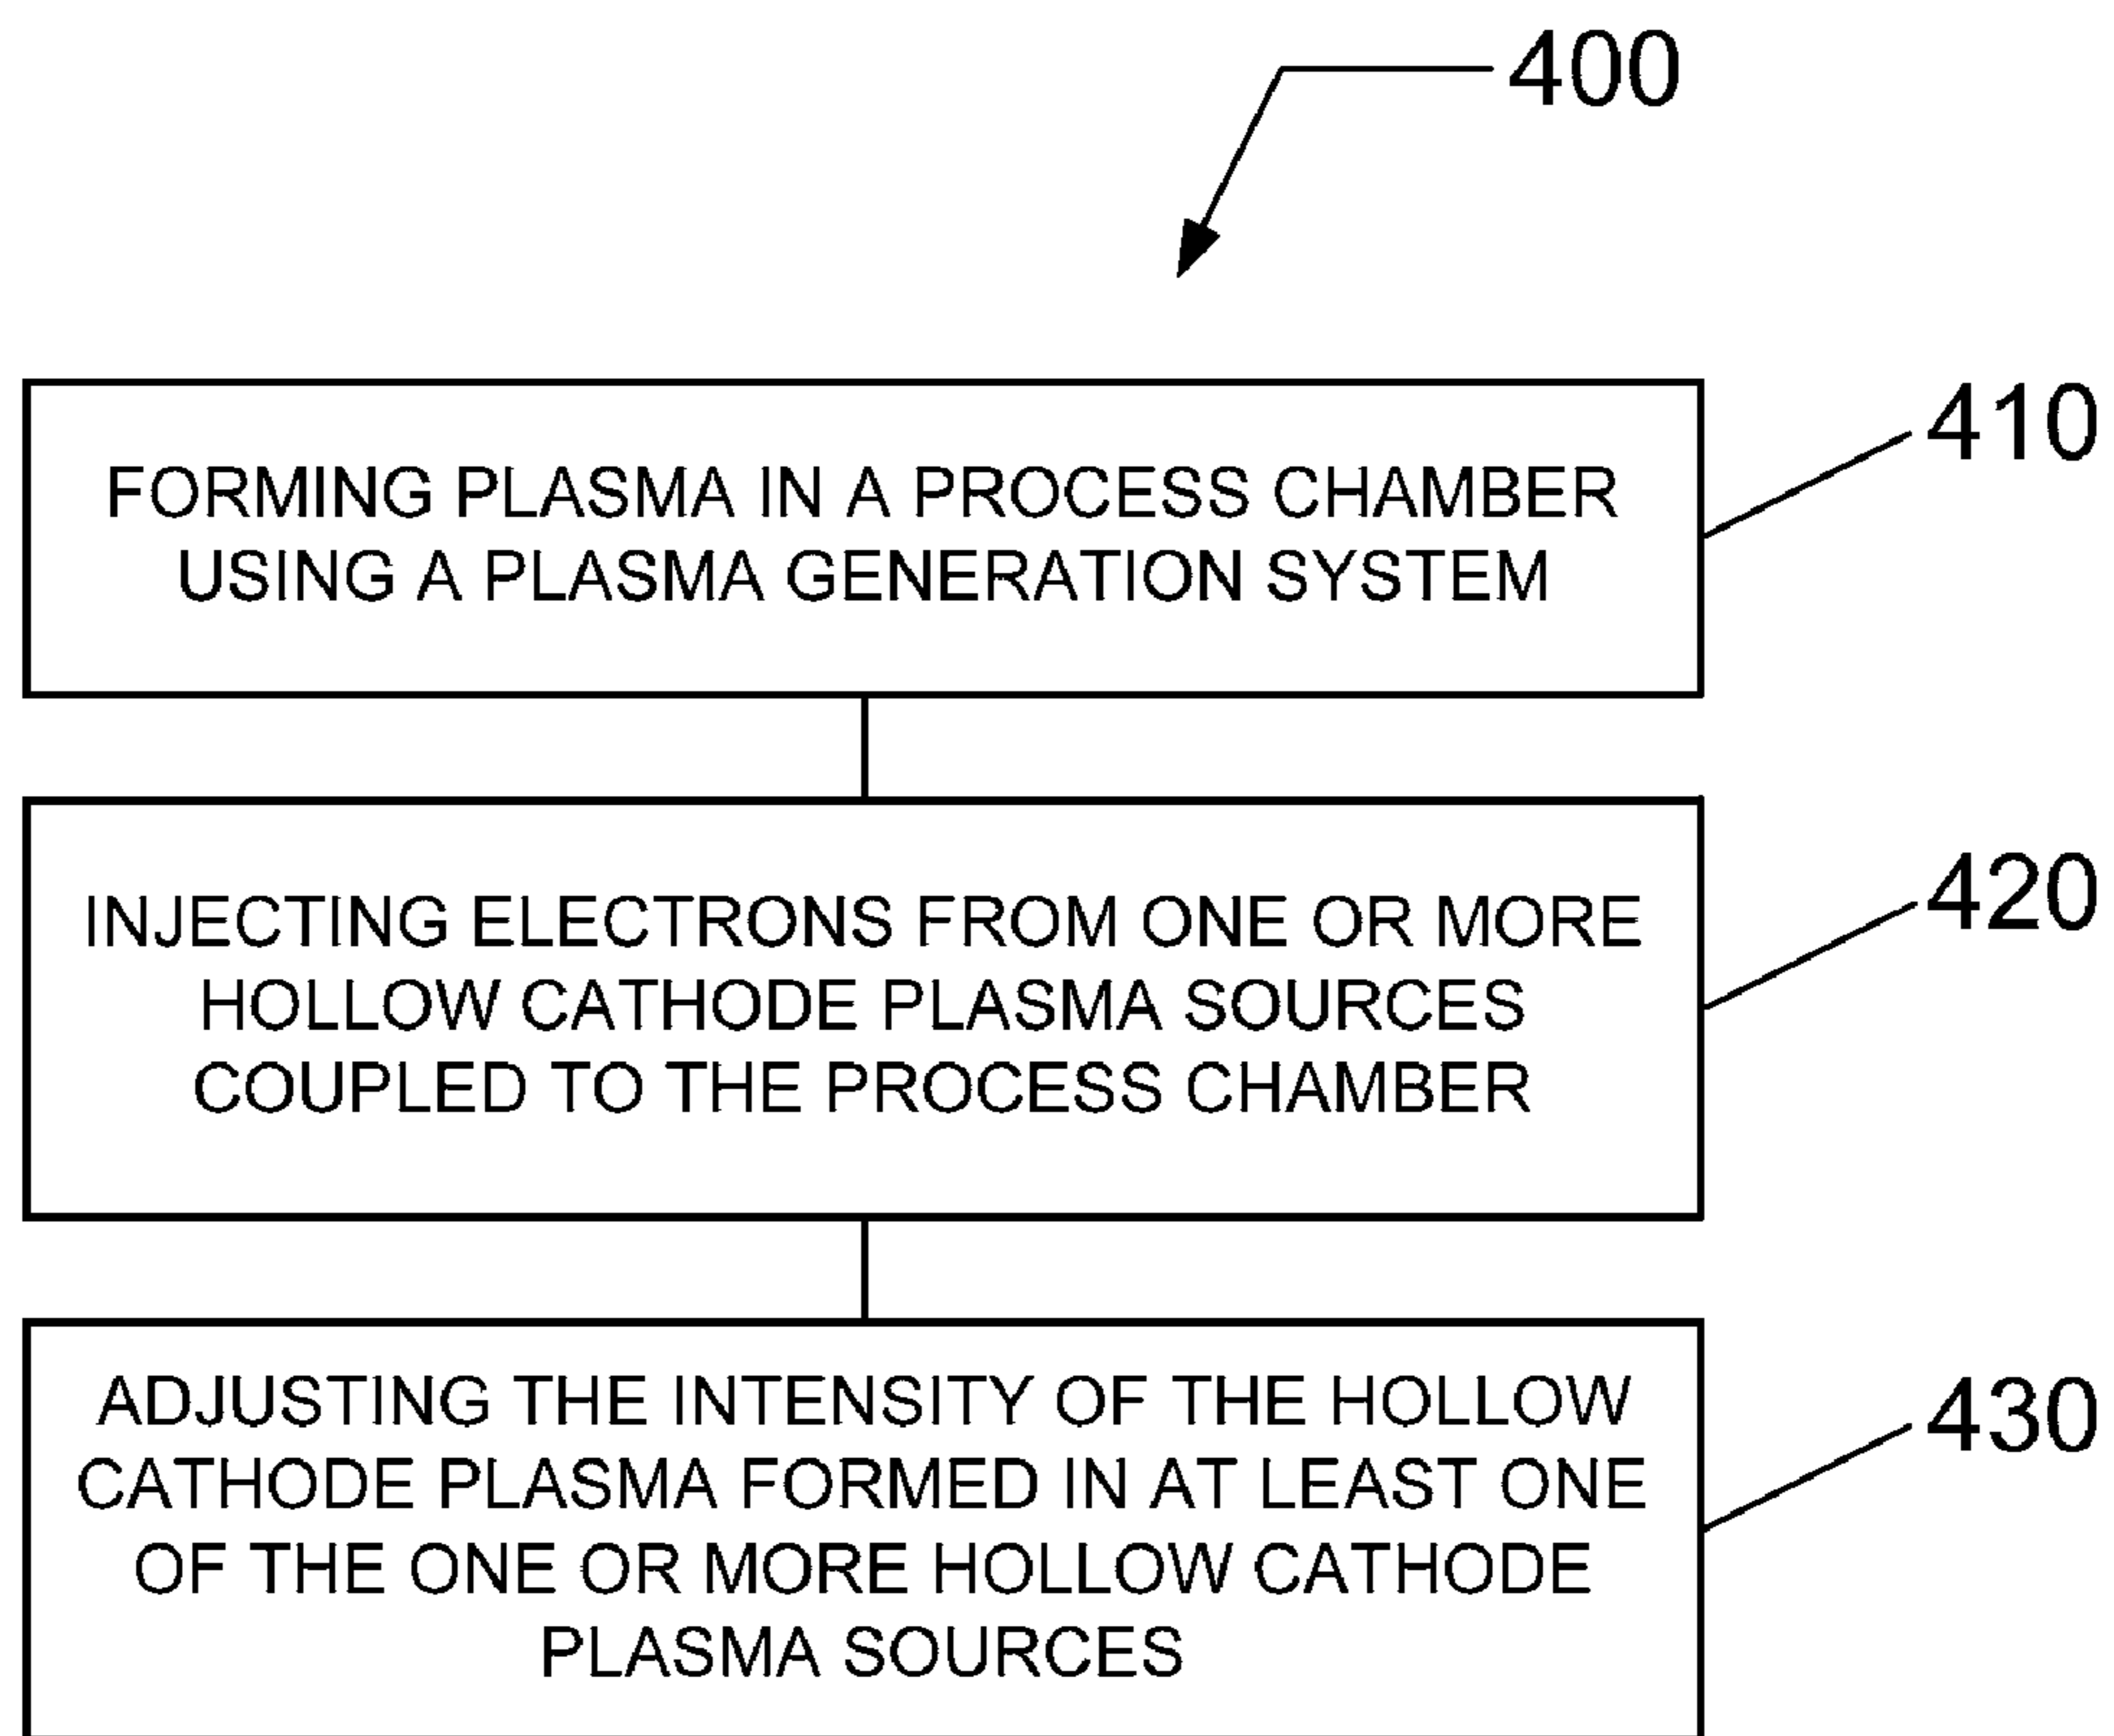 400
410
FORMING PLASMA IN A PROCESS CHAMBER
USING A PLASMA GENERATION SYSTEM
420
INJECTING ELECTRONS FROM ONE OR MORE
HOLLOW CATHODE PLASMA SOURCES
COUPLED TO THE PROCESS CHAMBER
430
ADJUSTING THE INTENSITY OF THE HOLLOW
CATHODE PLASMA FORMED IN AT LEAST ONE
OF THE ONE OR MORE HOLLOW CATHODE
PLASMA SOURCES